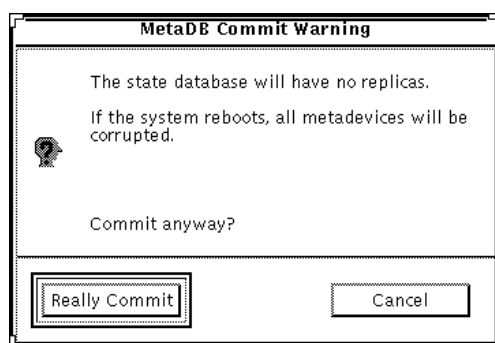 MetaDB Commit Warning
The state database will have no replicas.
If the system reboots, all metadevices will be
corrupted.
Commit anyway?
Really Commit
Cancel